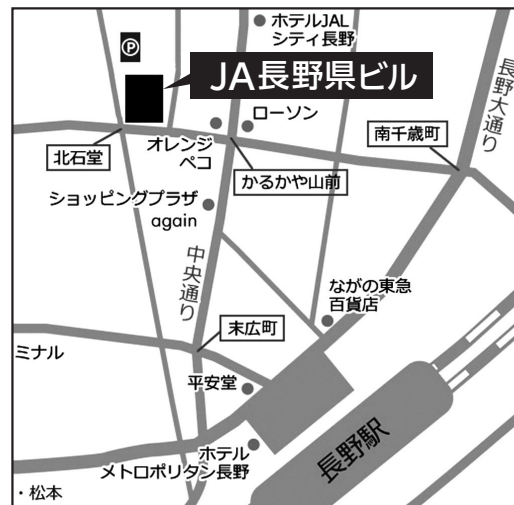 ホテルJAL
シティ長野
Ⓟ
JA長野県ビル
長野大通り
ローソン
オレンジ
ペコ
南千歳町
北石堂
かるかや山前
ショッピングプラザ
again
中央通り
ながの東急
百貨店
末広町
ミナル
平安堂
長野駅
ホテル
メトロポリタン長野
・松本